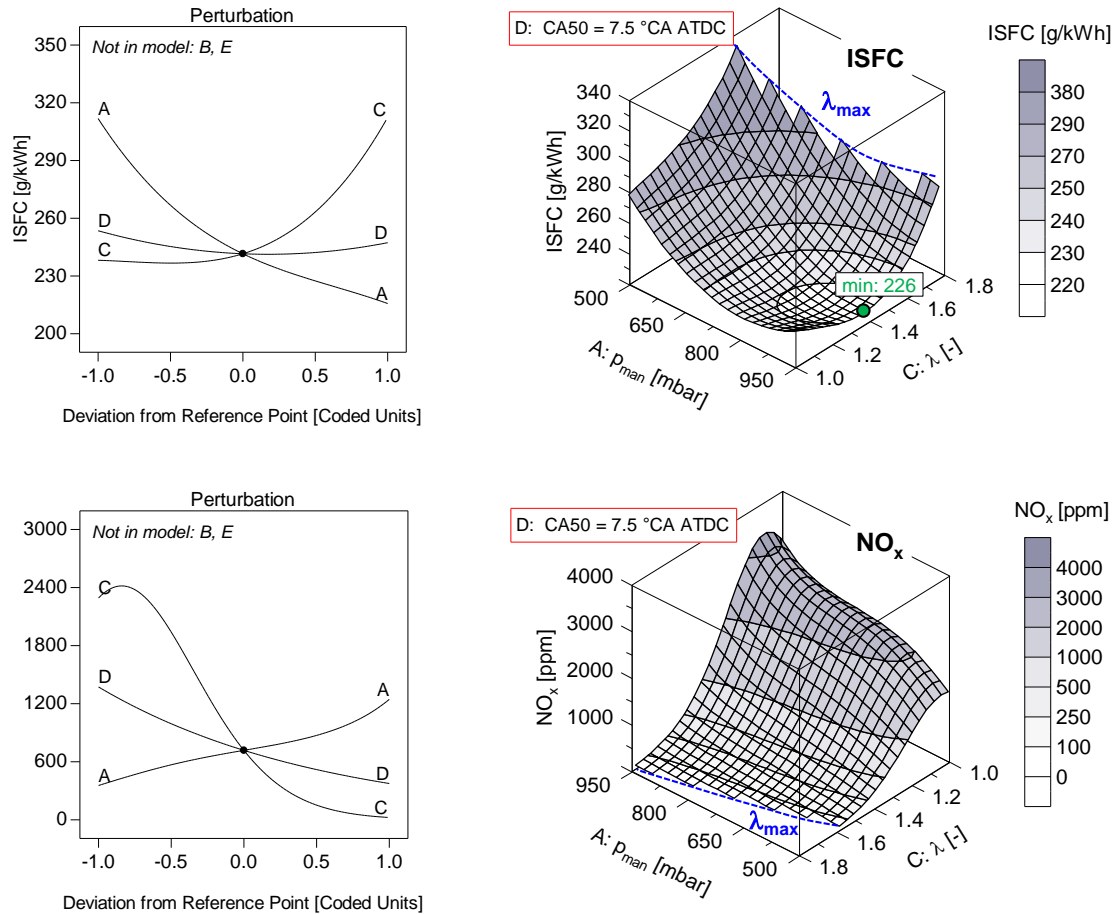 Perturbation
Not in model: B, E
350
320
290
260
230
200
ISFC [g/kWh]
A
C
D
C
D
A
-1.0
-0.5
0.0
0.5
1.0
Deviation from Reference Point [Coded Units]
D: CA50 = 7.5 °CA ATDC
ISFC
λmax
340
320
300
280
260
240
ISFC [g/kWh]
min: 226
500
650
800
950
A: pman [mbar]
1.0
1.2
1.4
1.6
1.8
C: λ [-]
ISFC [g/kWh]
380
290
270
250
240
230
220
Perturbation
Not in model: B, E
3000
2400
1800
1200
600
0
C
D
A
A
D
C
-1.0
-0.5
0.0
0.5
1.0
Deviation from Reference Point [Coded Units]
D: CA50 = 7.5 °CA ATDC
NOx
4000
3000
2000
1000
NOx [ppm]
λmax
950
800
650
500
A: pman [mbar]
1.8
1.6
1.4
1.2
1.0
C: λ [-]
NOx [ppm]
4000
3000
2000
1000
500
250
100
0